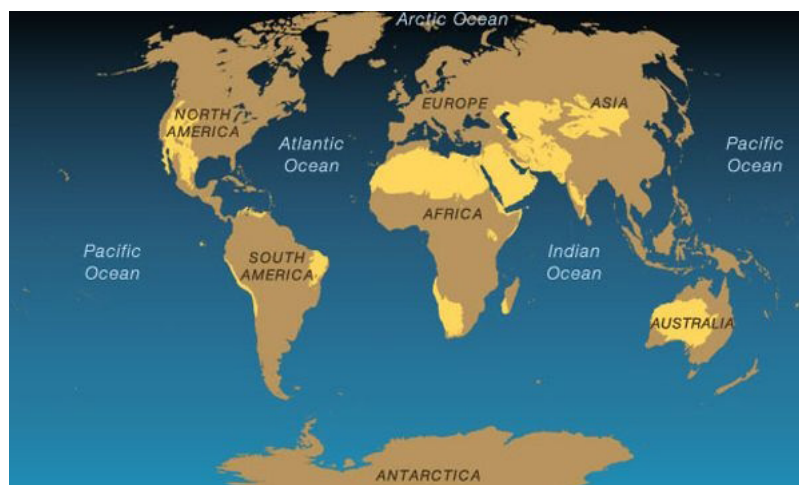 Arctic Ocean
NORTH
AMERICA
EUROPE
ASIA
Atlantic
Ocean
Pacific
Ocean
AFRICA
Pacific
Ocean
SOUTH
AMERICA
Indian
Ocean
AUSTRALIA
ANTARCTICA